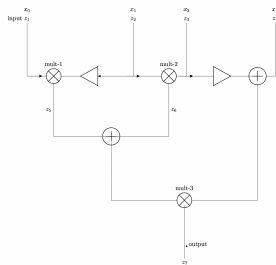 x₀ x₁ x₂ x
input z₁ z₂ z₃ z
mult-1 mult-2
z₅ z₆
mult-3
output
z₇